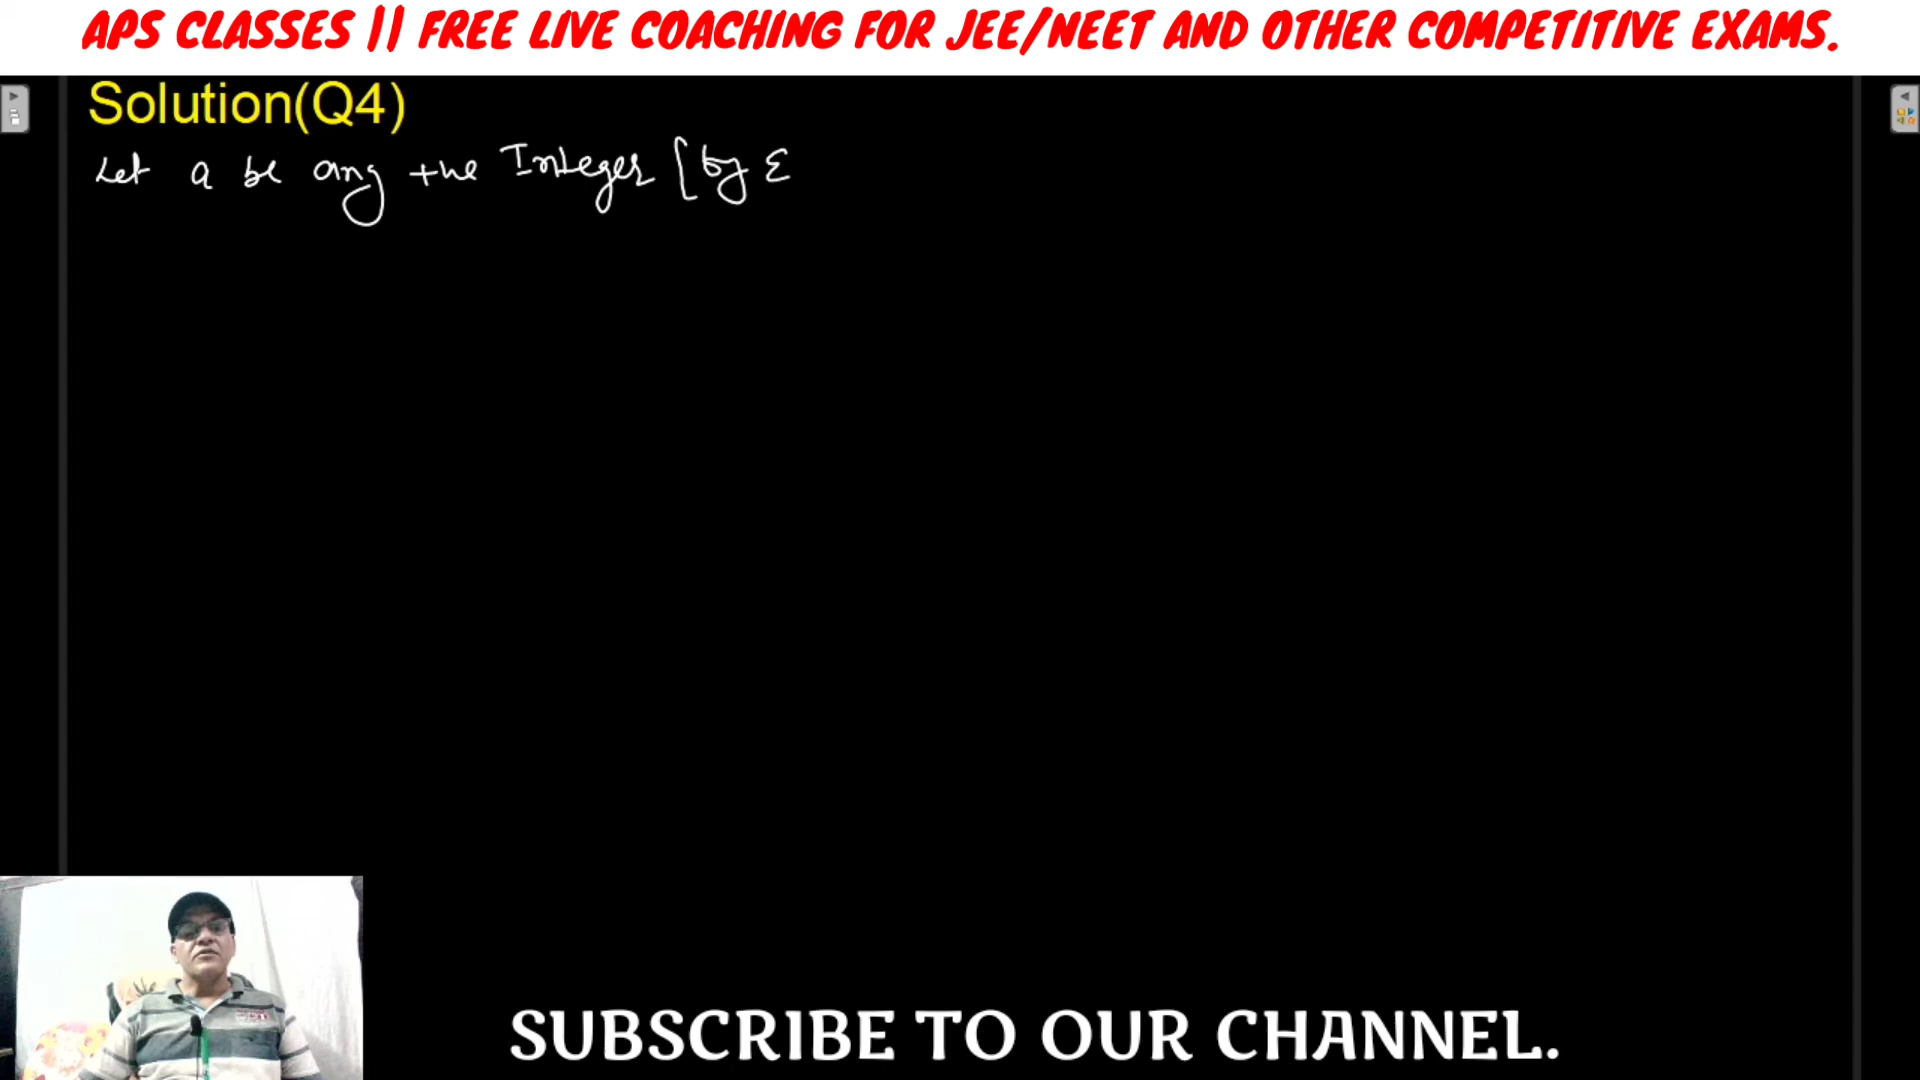 APS CLASSES || FREE LIVE COACHING FOR JEE/NEET AND OTHER COMPETITIVE EXAMS.
Solution(Q4)
Let a be any +ve Integer [by E
SUBSCRIBE TO OUR CHANNEL.